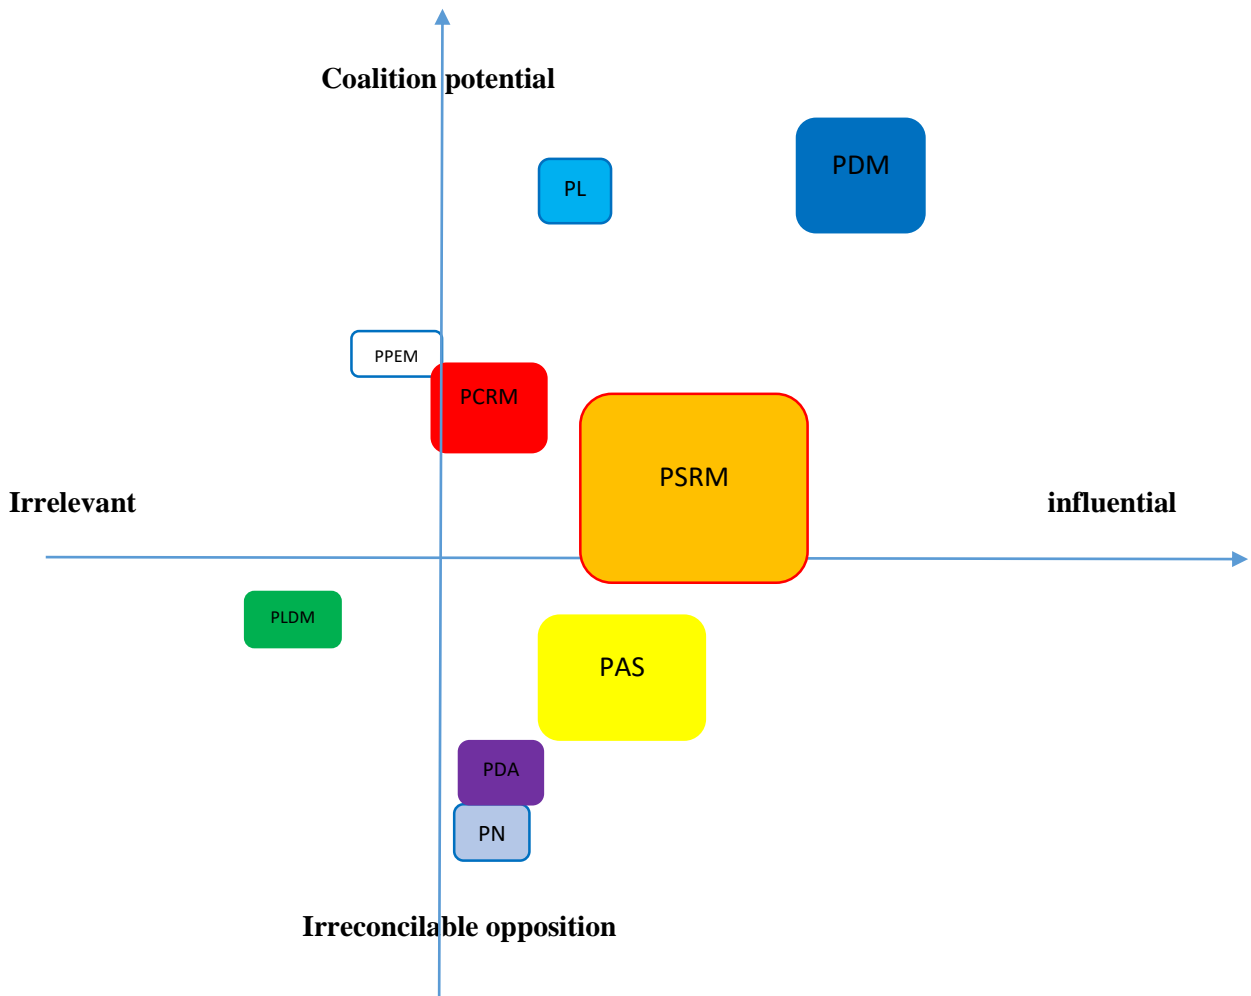 Coalition potential
PDM
PL
PPEM
PCRM
PSRM
Irrelevant
influential
PLDM
PAS
PDA
PN
Irreconcilable opposition